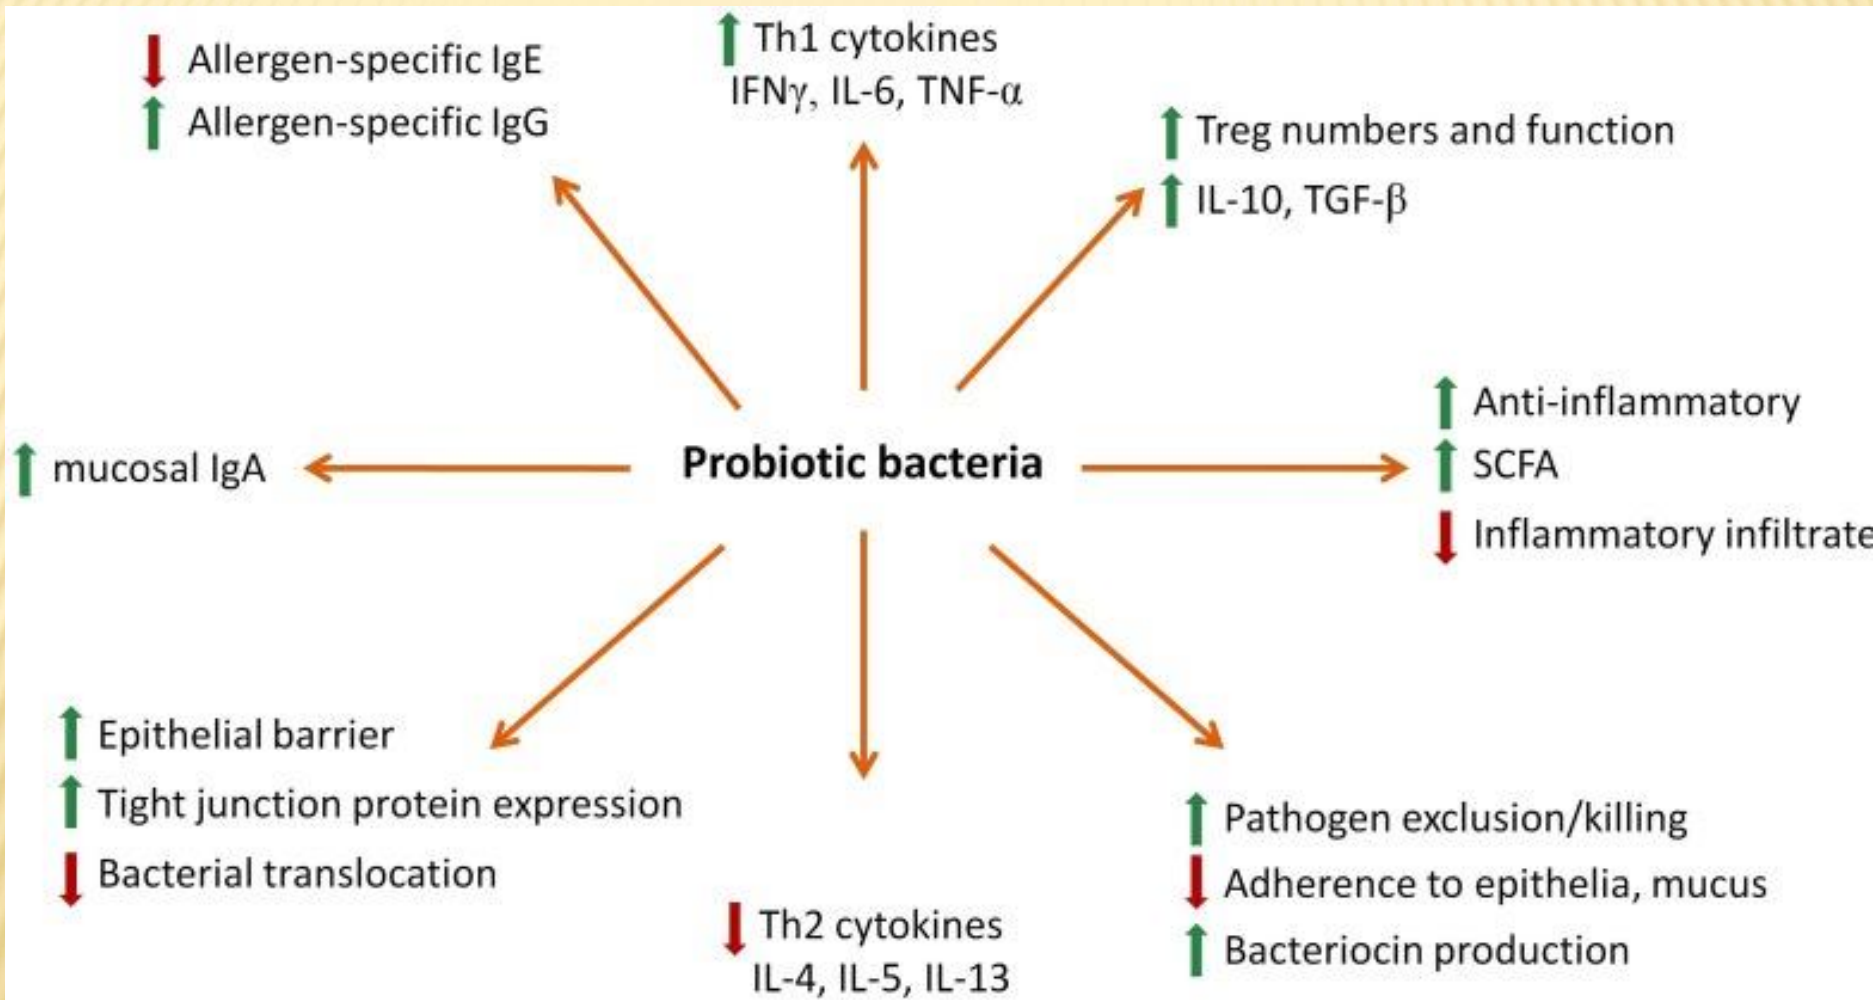 Allergen-specific IgE
Allergen-specific IgG
Th1 cytokines
IFNγ, IL-6, TNF-α
Treg numbers and function
IL-10, TGF-β
mucosal IgA
Probiotic bacteria
Anti-inflammatory
SCFA
Inflammatory infiltrate
Epithelial barrier
Tight junction protein expression
Bacterial translocation
Th2 cytokines
IL-4, IL-5, IL-13
Pathogen exclusion/killing
Adherence to epithelia, mucus
Bacteriocin production